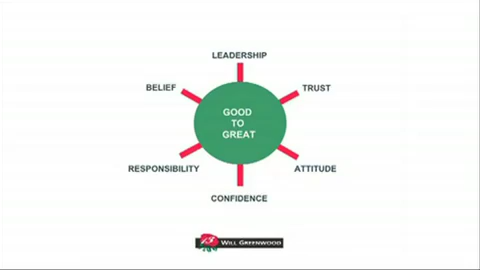 LEADERSHIP
BELIEF
TRUST
GOOD
TO
GREAT
RESPONSIBILITY
ATTITUDE
CONFIDENCE
WILL GREENWOOD